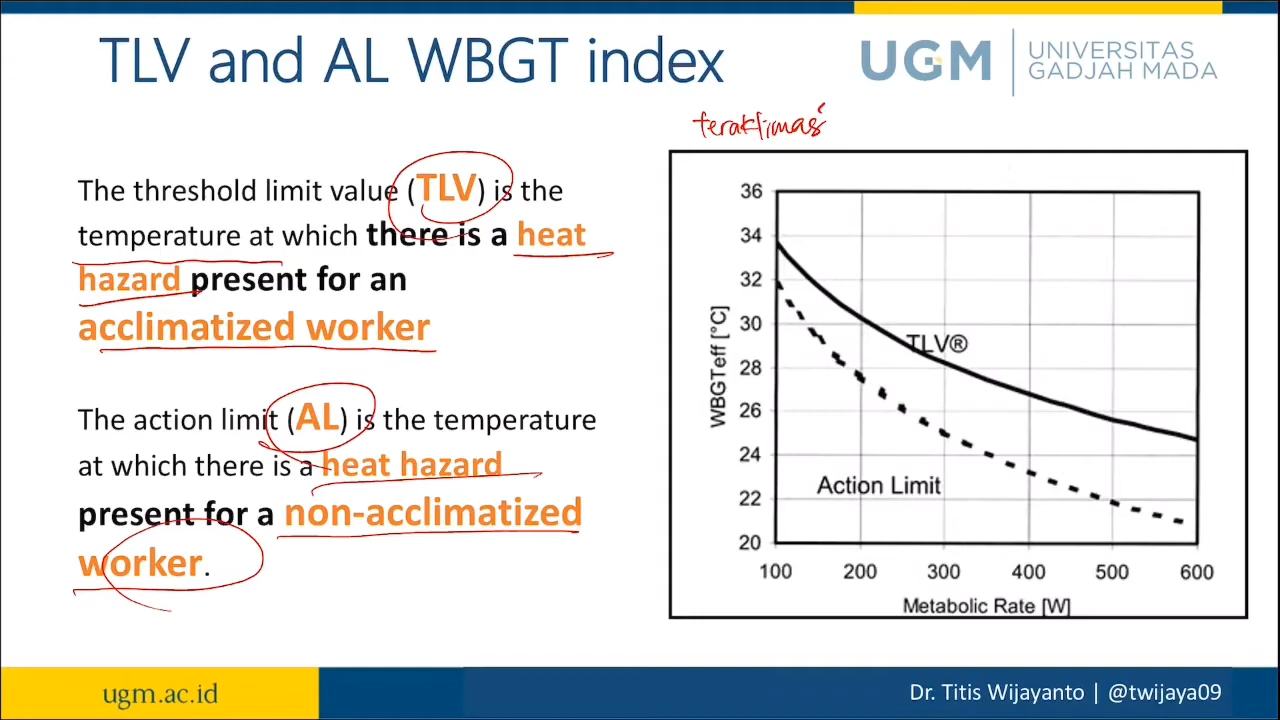 TLV and AL WBGT index
UGM
UNIVERSITAS
GADJAH MADA
teraklimas
The threshold limit value (TLV) is the
temperature at which there is a heat
hazard present for an
acclimatized worker
The action limit (AL) is the temperature
at which there is a heat hazard
present for a non-acclimatized
worker.
36
34
32
30
28
26
24
22
20
WBGTeff [°C]
TLV®
Action Limit
100 200 300 400 500 600
Metabolic Rate [W]
ugm.ac.id
Dr. Titis Wijayanto | @twijaya09